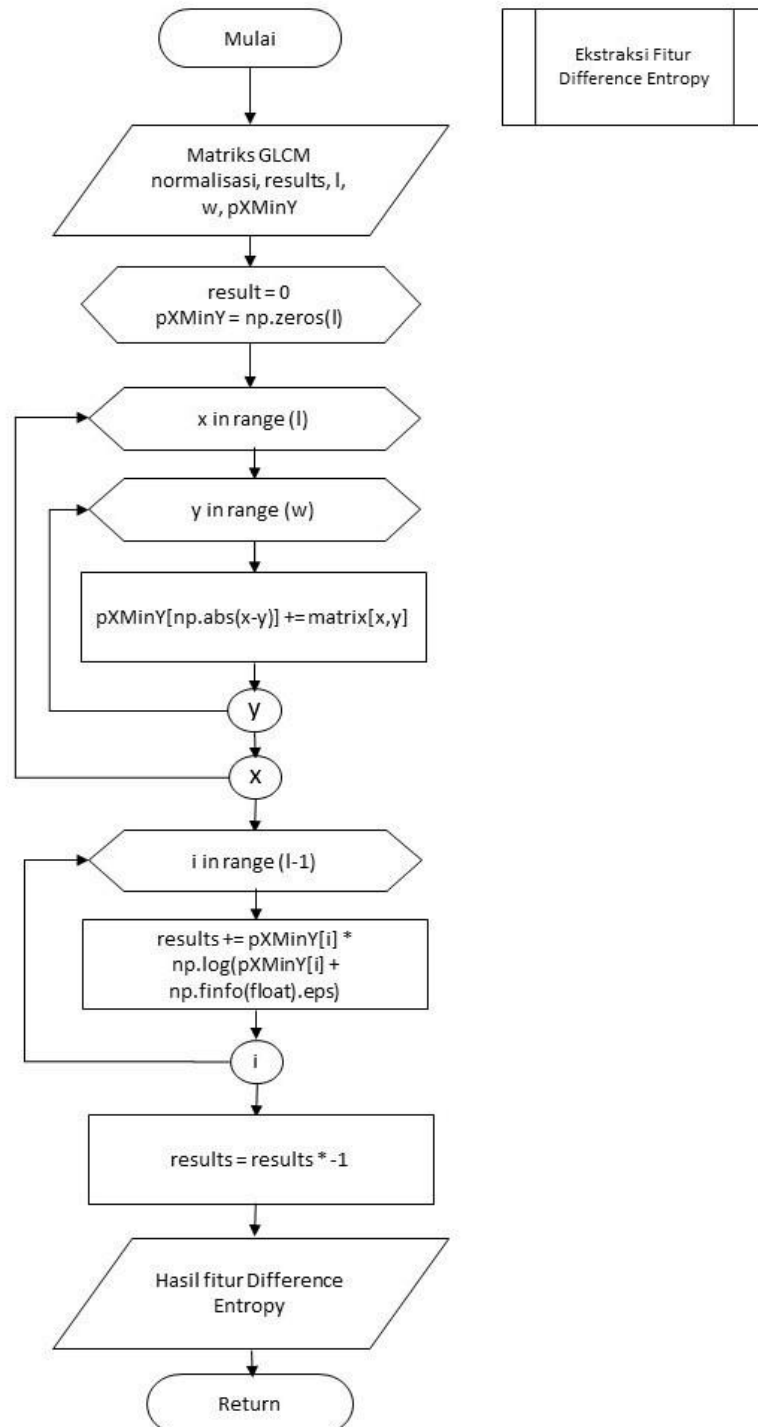 Mulai
Ekstraksi Fitur
Difference Entropy
Matriks GLCM
normalisasi, results, l,
w, pXMinY
result = 0
pXMinY = np.zeros(l)
x in range (l)
y in range (w)
pXMinY[np.abs(x-y)] += matrix[x,y]
y
x
i in range (l-1)
results += pXMinY[i] *
np.log(pXMinY[i] +
np.finfo(float).eps)
i
results = results * -1
Hasil fitur Difference
Entropy
Return